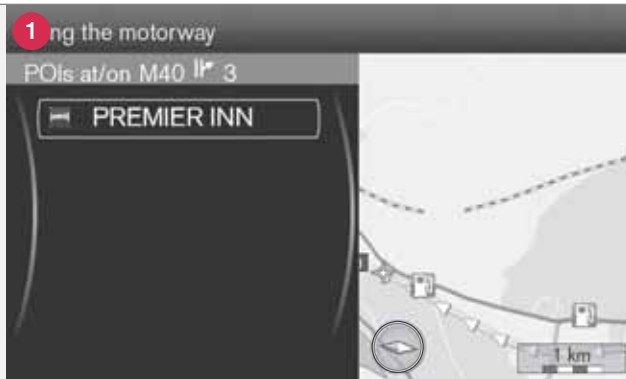 1 ng the motorway
POIs at/on M40 3
PREMIER INN
1 km